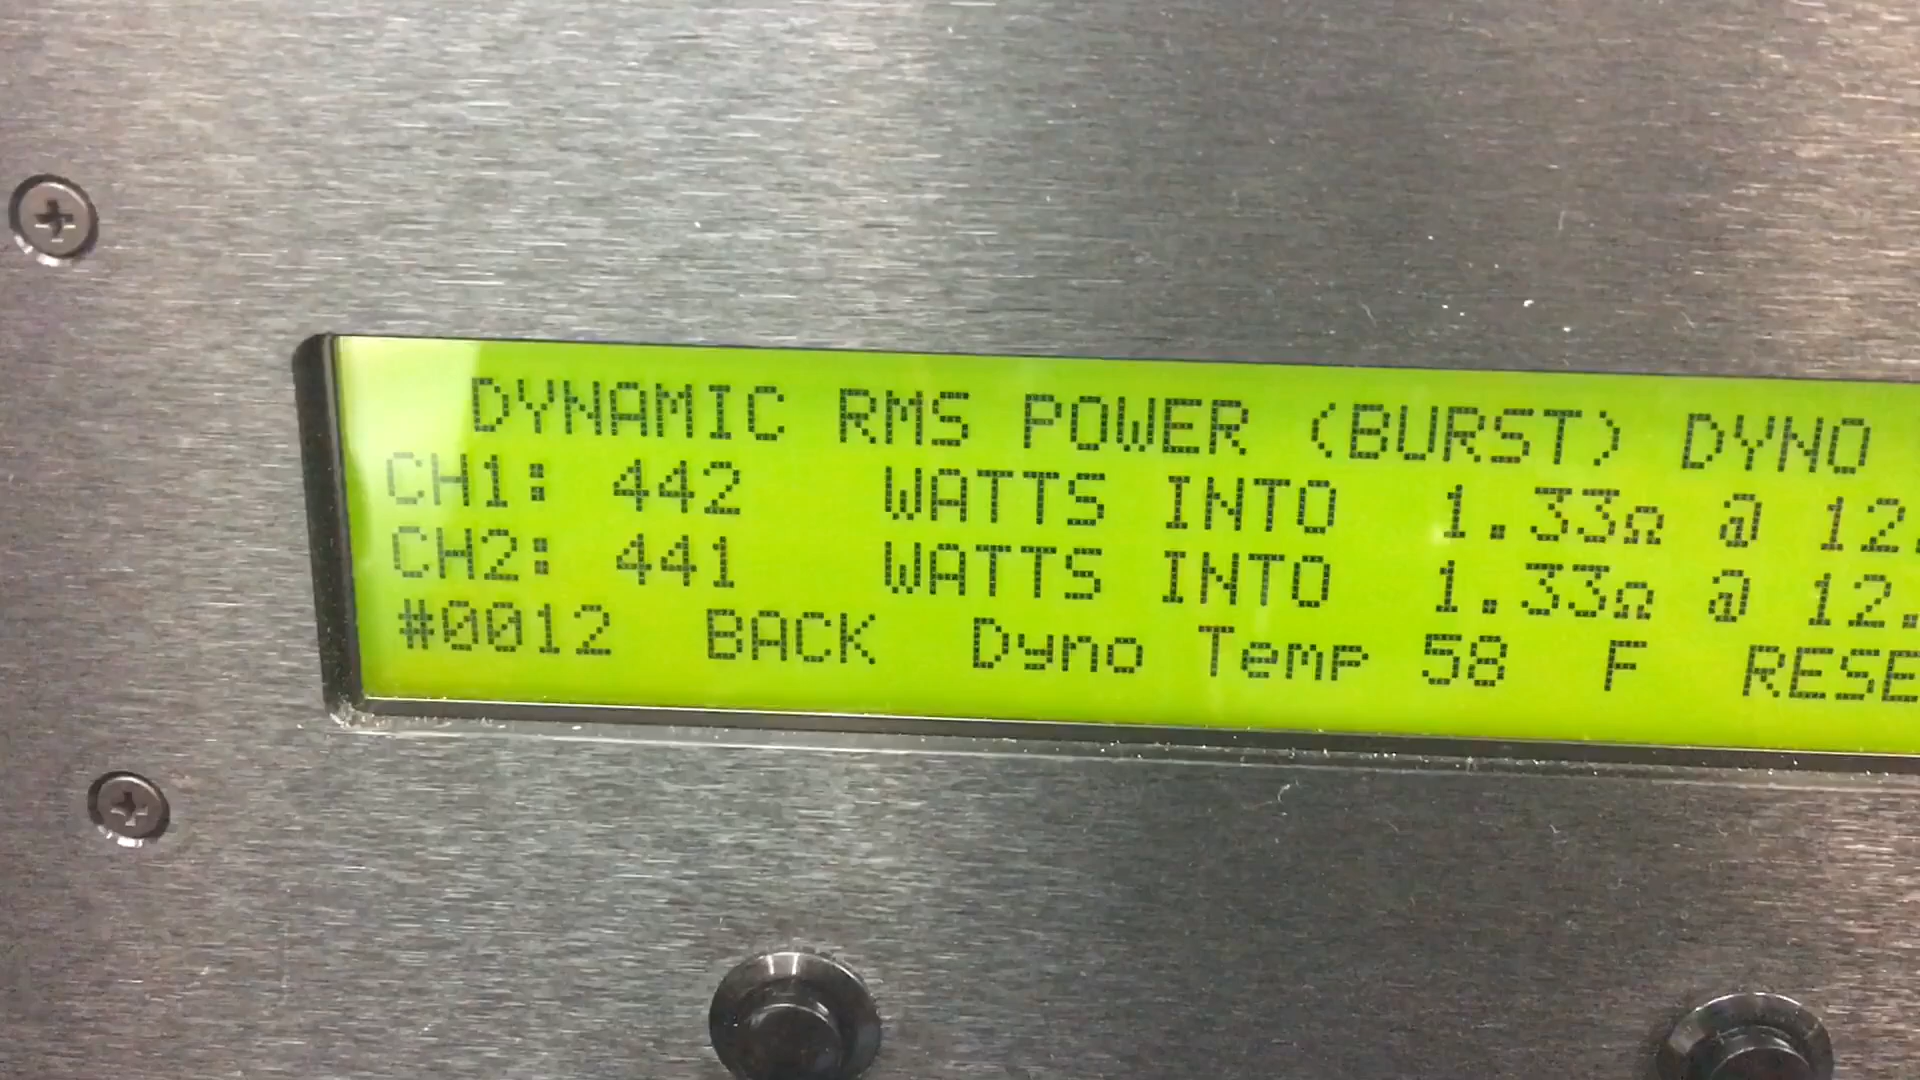 DYNAMIC RMS POWER (BURST) DYNO
CH1: 442 WATTS INTO 1.33Ω @ 12.
CH2: 441 WATTS INTO 1.33Ω @ 12.
#0012 BACK Dyno Temp 58 F RESE